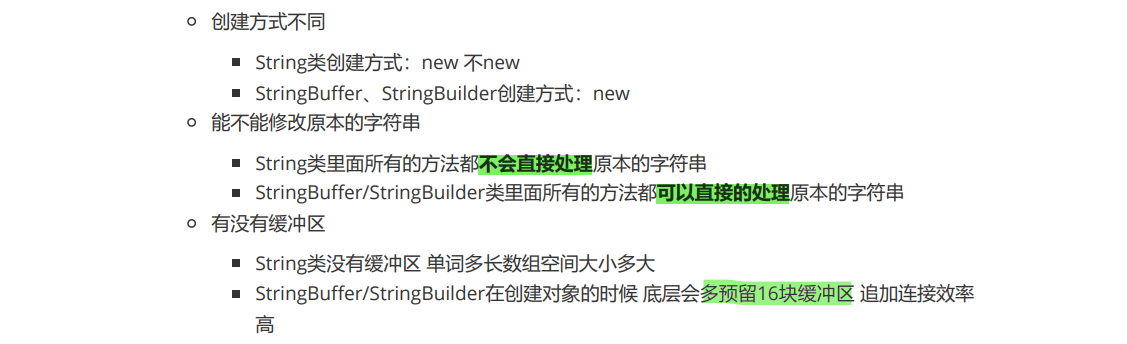 创建方式不同
String类创建方式：new 不new
StringBuffer、StringBuilder创建方式：new
能不能修改原本的字符串
String类里面所有的方法都不会直接处理原本的字符串
StringBuffer/StringBuilder类里面所有的方法都可以直接的处理原本的字符串
有没有缓冲区
String类没有缓冲区 单词多长数组空间大小多大
StringBuffer/StringBuilder在创建对象的时候 底层会多预留16块缓冲区 追加连接效率
高